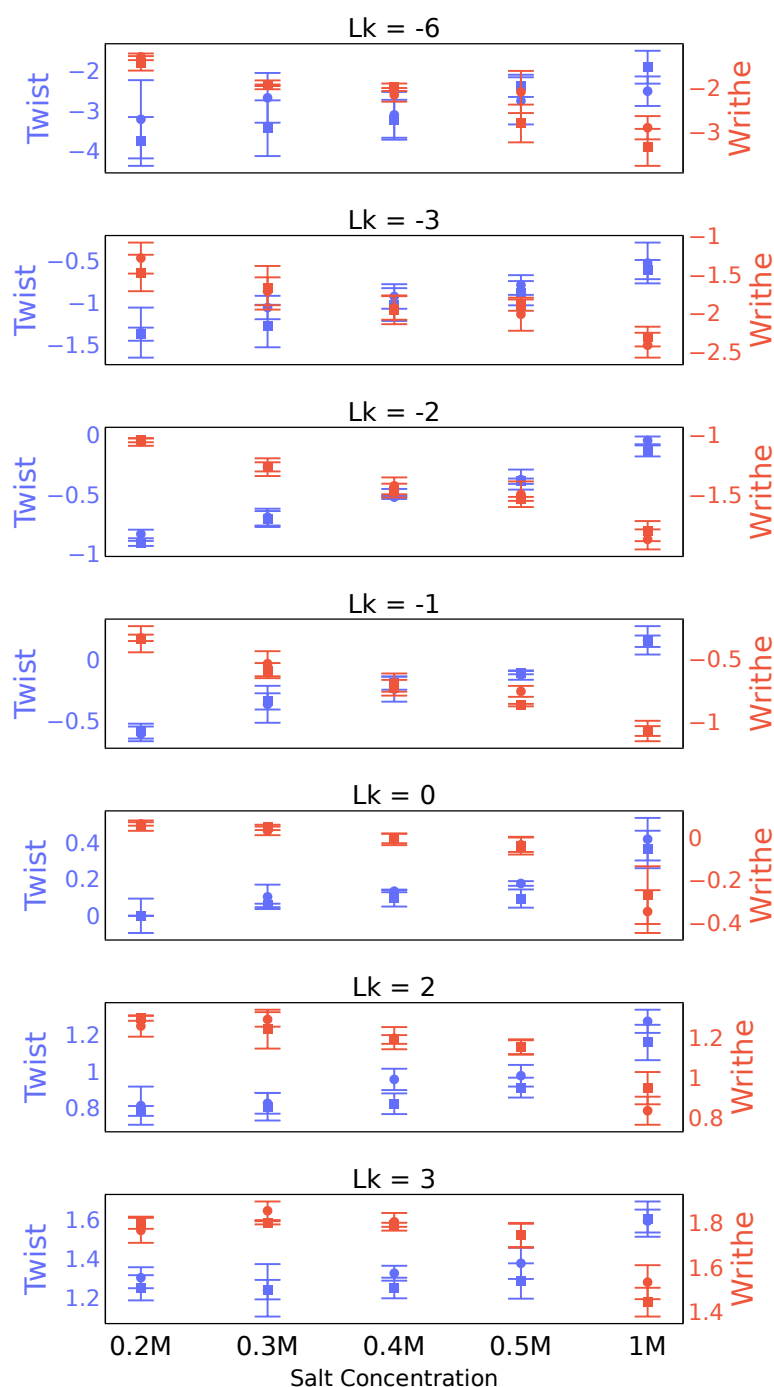 Lk = -6
Twist
−2
−3
−4
−2
−3
Writhe
Lk = -3
Twist
−0.5
−1
−1.5
−1
−1.5
−2
−2.5
Writhe
Lk = -2
Twist
0
−0.5
−1
−1
−1.5
Writhe
Lk = -1
Twist
0
−0.5
−0.5
−1
Writhe
Lk = 0
Twist
0.4
0.2
0
0
−0.2
−0.4
Writhe
Lk = 2
Twist
1.2
1
0.8
1.2
1
0.8
Writhe
Lk = 3
Twist
1.6
1.4
1.2
1.8
1.6
1.4
Writhe
0.2M 0.3M 0.4M 0.5M 1M
Salt Concentration